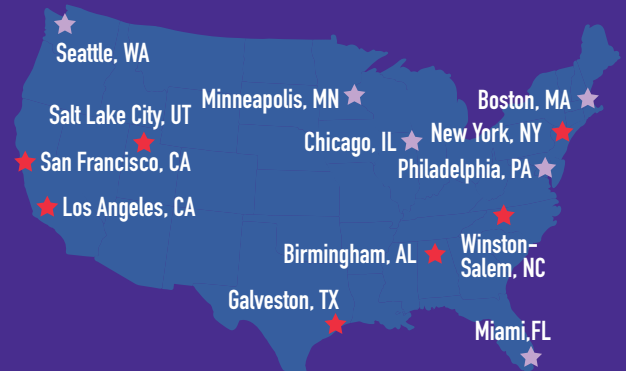 Seattle, WA
Minneapolis, MN
Boston, MA
Salt Lake City, UT
Chicago, IL
New York, NY
San Francisco, CA
Philadelphia, PA
Los Angeles, CA
Birmingham, AL
Winston-
Salem, NC
Galveston, TX
Miami,FL